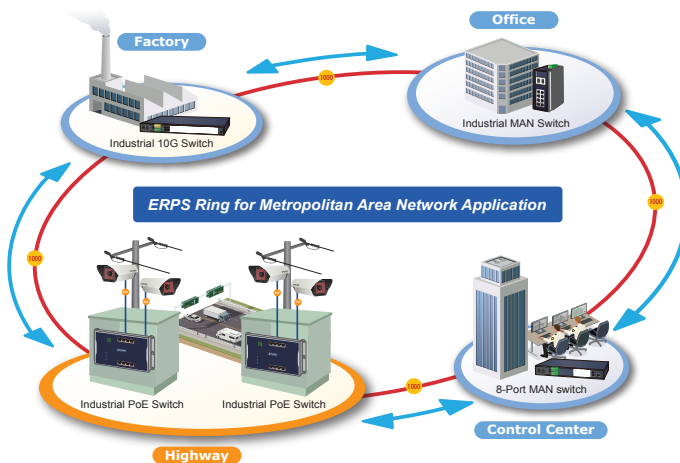 Office
Factory
1000
Industrial MAN Switch
Industrial 10G Switch
ERPS Ring for Metropolitan Area Network Application
1000
1000
8-Port MAN switch
1000
Industrial PoE Switch
Industrial PoE Switch
Control Center
Highway